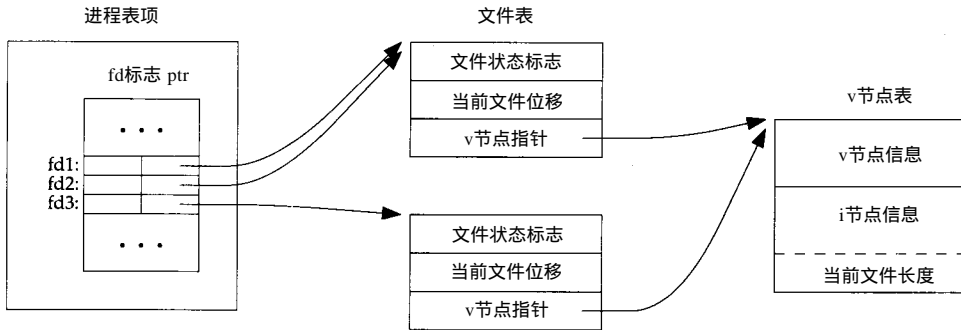 进程表项
fd标志 ptr
...
fd1:
fd2:
fd3:
...
文件表
文件状态标志
当前文件位移
v节点指针
文件状态标志
当前文件位移
v节点指针
v节点表
v节点信息
i节点信息
当前文件长度